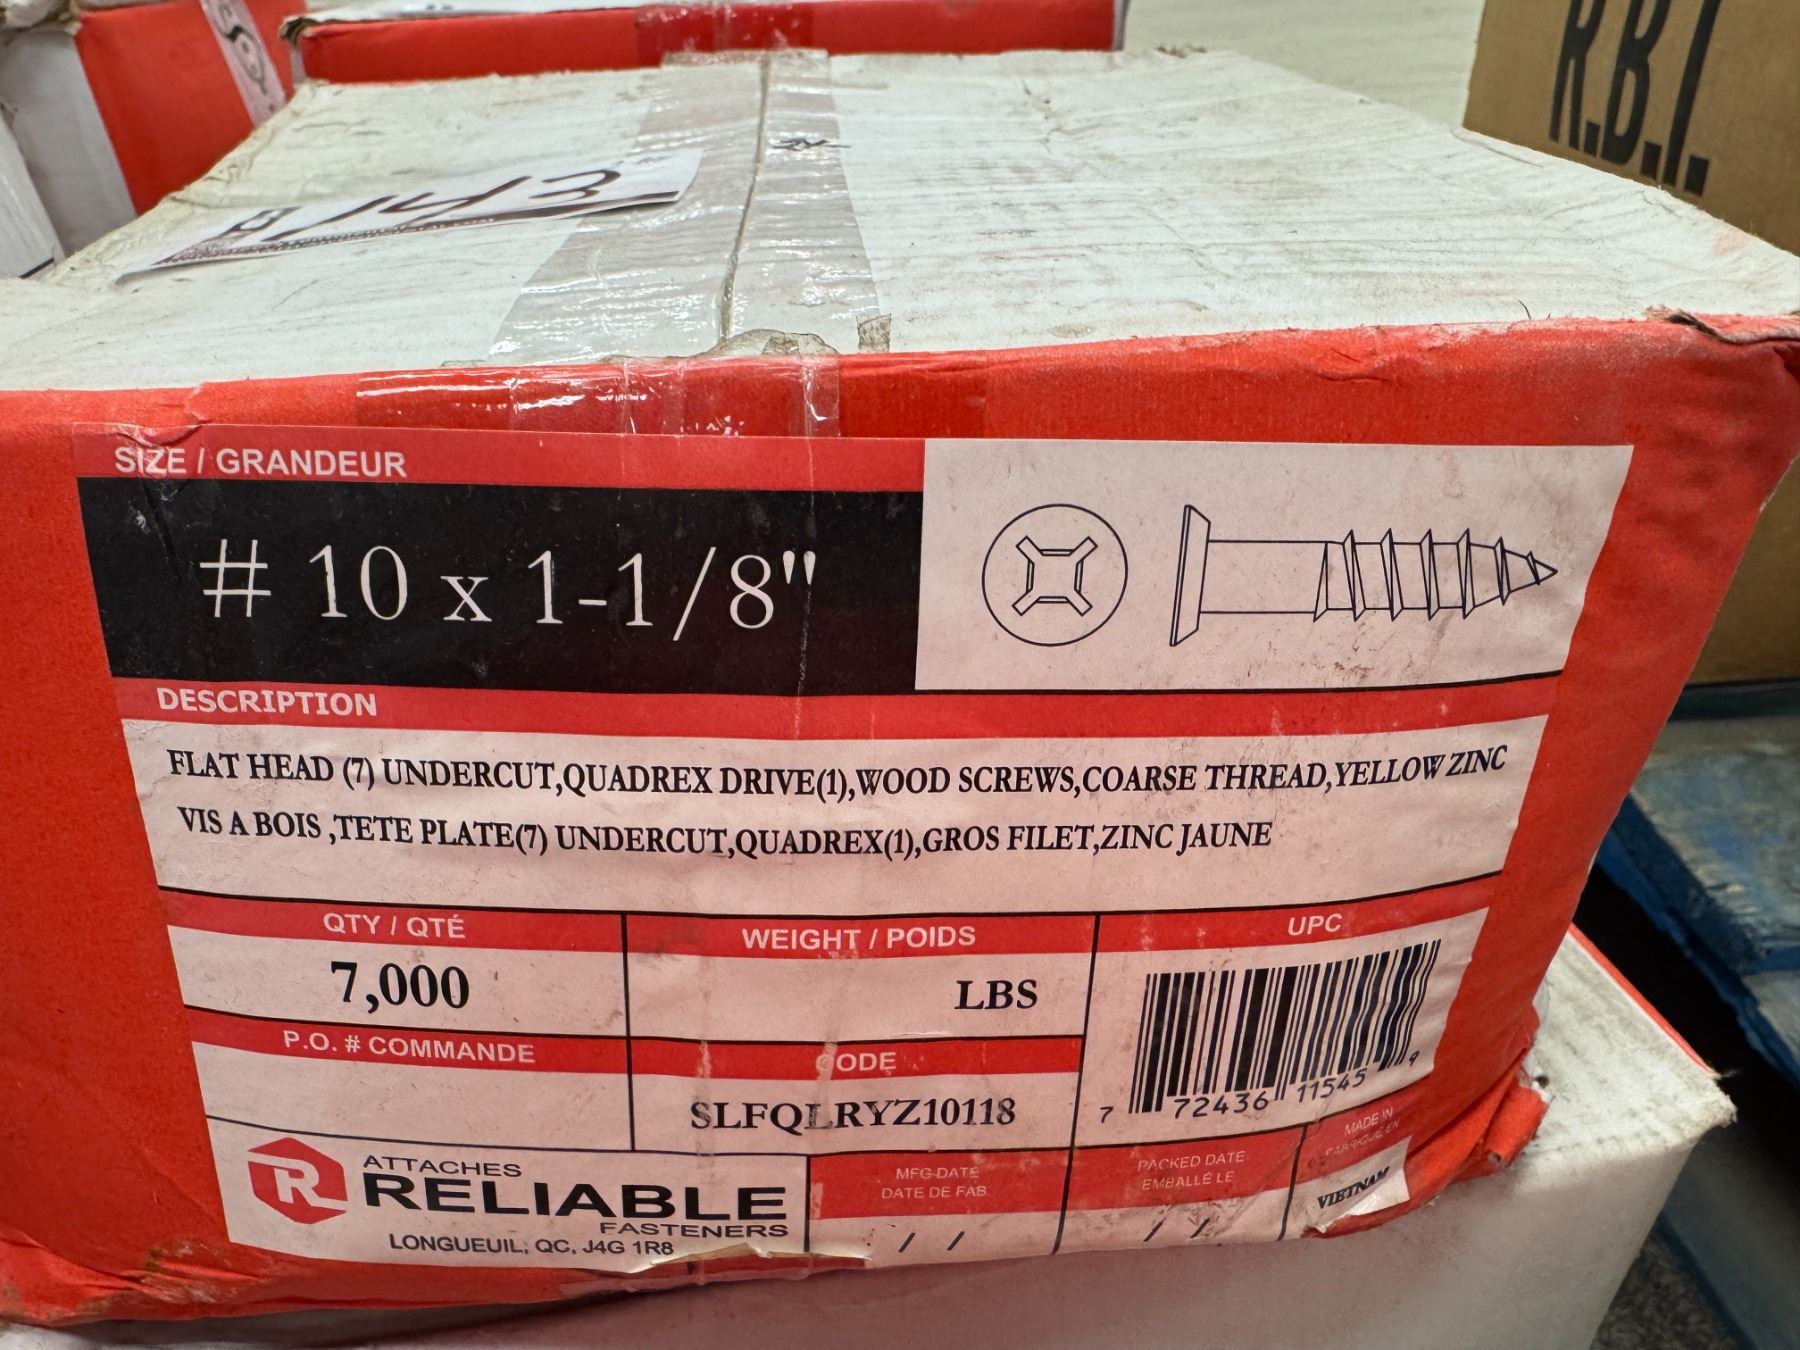 R.B.I.
SIZE / GRANDEUR
# 10 x 1-1/8"
DESCRIPTION
FLAT HEAD (7) UNDERCUT,QUADREX DRIVE(1),WOOD SCREWS,COARSE THREAD,YELLOW ZINC
VIS A BOIS ,TETE PLATE(7) UNDERCUT,QUADREX(1),GROS FILET,ZINC JAUNE
QTY / QTÉ
7,000
WEIGHT / POIDS
LBS
UPC
7 72436 11545 9
P.O. # COMMANDE
CODE
SLFQLRYZ10118
ATTACHES
RELIABLE
FASTENERS
LONGUEUIL, QC, J4G 1R8
MFG-DATE
DATE DE FAB.
/ /
PACKED DATE
EMBALLÉ LE
/ /
MADE IN
FABRIQUÉ EN
VIETNAM